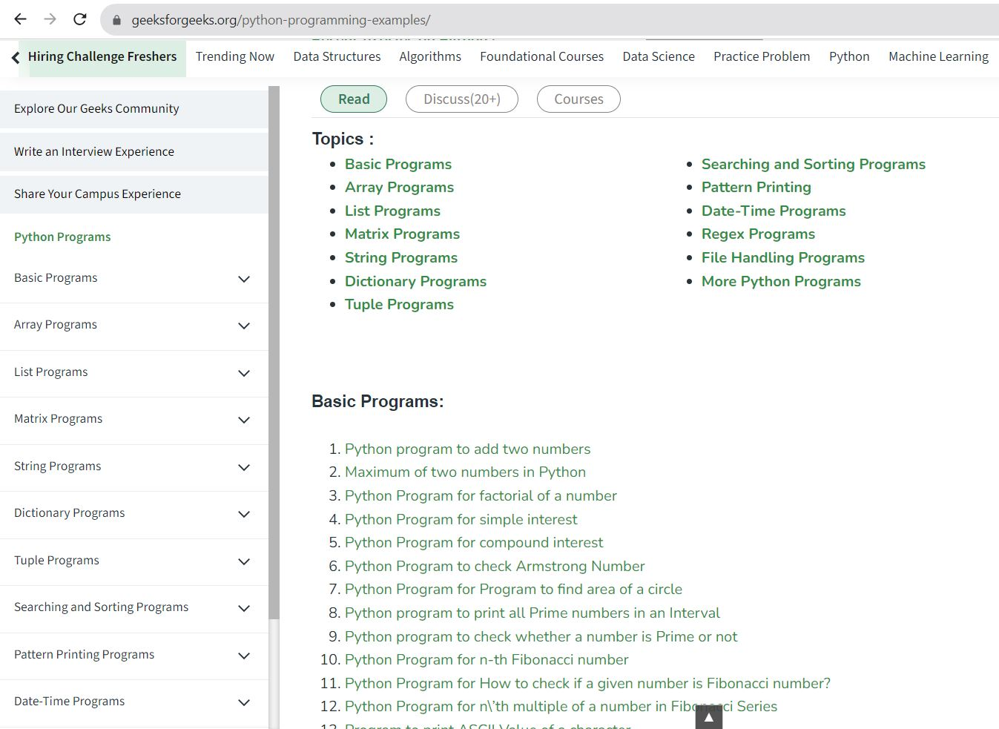 geeksforgeeks.org/python-programming-examples/
Hiring Challenge Freshers Trending Now Data Structures Algorithms Foundational Courses Data Science Practice Problem Python Machine Learning
Explore Our Geeks Community
Write an Interview Experience
Share Your Campus Experience
Python Programs
Basic Programs
Array Programs
List Programs
Matrix Programs
String Programs
Dictionary Programs
Tuple Programs
Searching and Sorting Programs
Pattern Printing Programs
Date-Time Programs
Read Discuss(20+) Courses
Topics :
• Basic Programs
• Array Programs
• List Programs
• Matrix Programs
• String Programs
• Dictionary Programs
• Tuple Programs
• Searching and Sorting Programs
• Pattern Printing
• Date-Time Programs
• Regex Programs
• File Handling Programs
• More Python Programs
Basic Programs:
1. Python program to add two numbers
2. Maximum of two numbers in Python
3. Python Program for factorial of a number
4. Python Program for simple interest
5. Python Program for compound interest
6. Python Program to check Armstrong Number
7. Python Program for Program to find area of a circle
8. Python program to print all Prime numbers in an Interval
9. Python program to check whether a number is Prime or not
10. Python Program for n-th Fibonacci number
11. Python Program for How to check if a given number is Fibonacci number?
12. Python Program for n\’th multiple of a number in Fibonacci Series
13. Program to print ASCII Value of a character